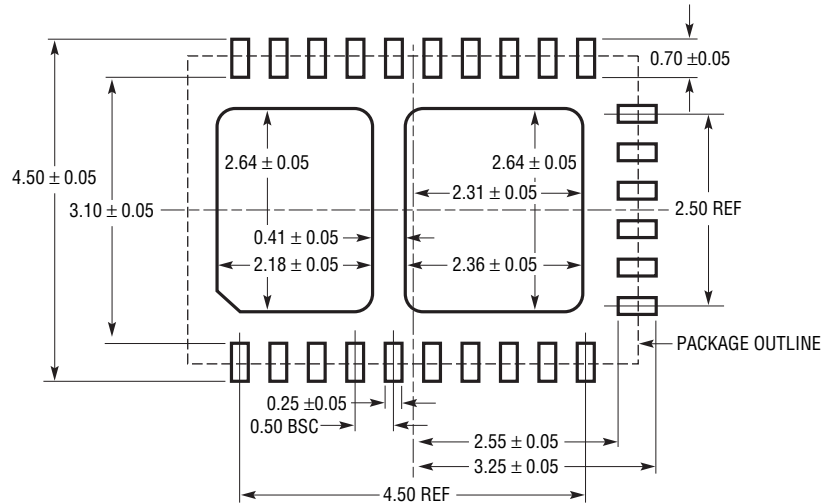 0.70 ±0.05
2.64 ± 0.05
2.64 ± 0.05
4.50 ± 0.05
2.31 ± 0.05
3.10 ± 0.05
2.50 REF
0.41 ± 0.05
2.18 ± 0.05
2.36 ± 0.05
PACKAGE OUTLINE
0.25 ±0.05
0.50 BSC
2.55 ± 0.05
3.25 ± 0.05
4.50 REF